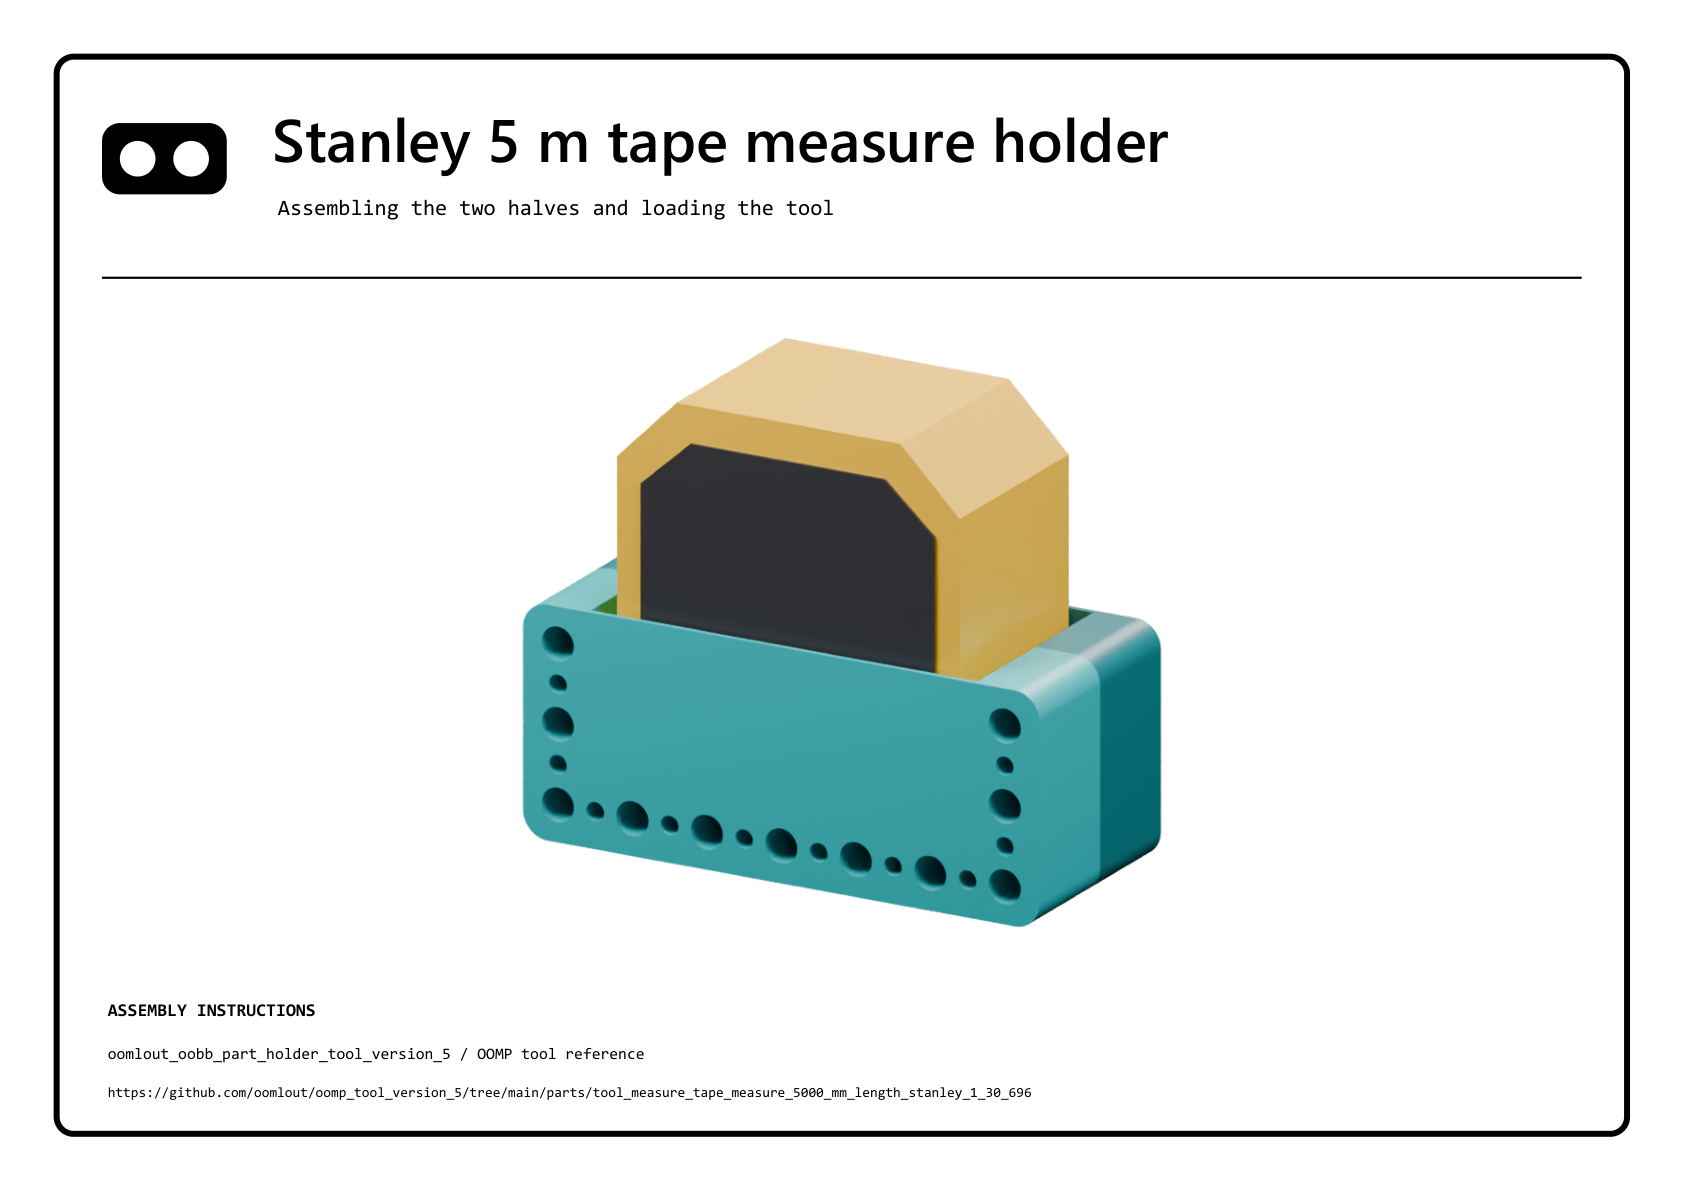 Stanley 5 m tape measure holder
Assembling the two halves and loading the tool
ASSEMBLY INSTRUCTIONS
oomlout_oobb_part_holder_tool_version_5 / OOMP tool reference
https://github.com/oomlout/oomp_tool_version_5/tree/main/parts/tool_measure_tape_measure_5000_mm_length_stanley_1_30_696